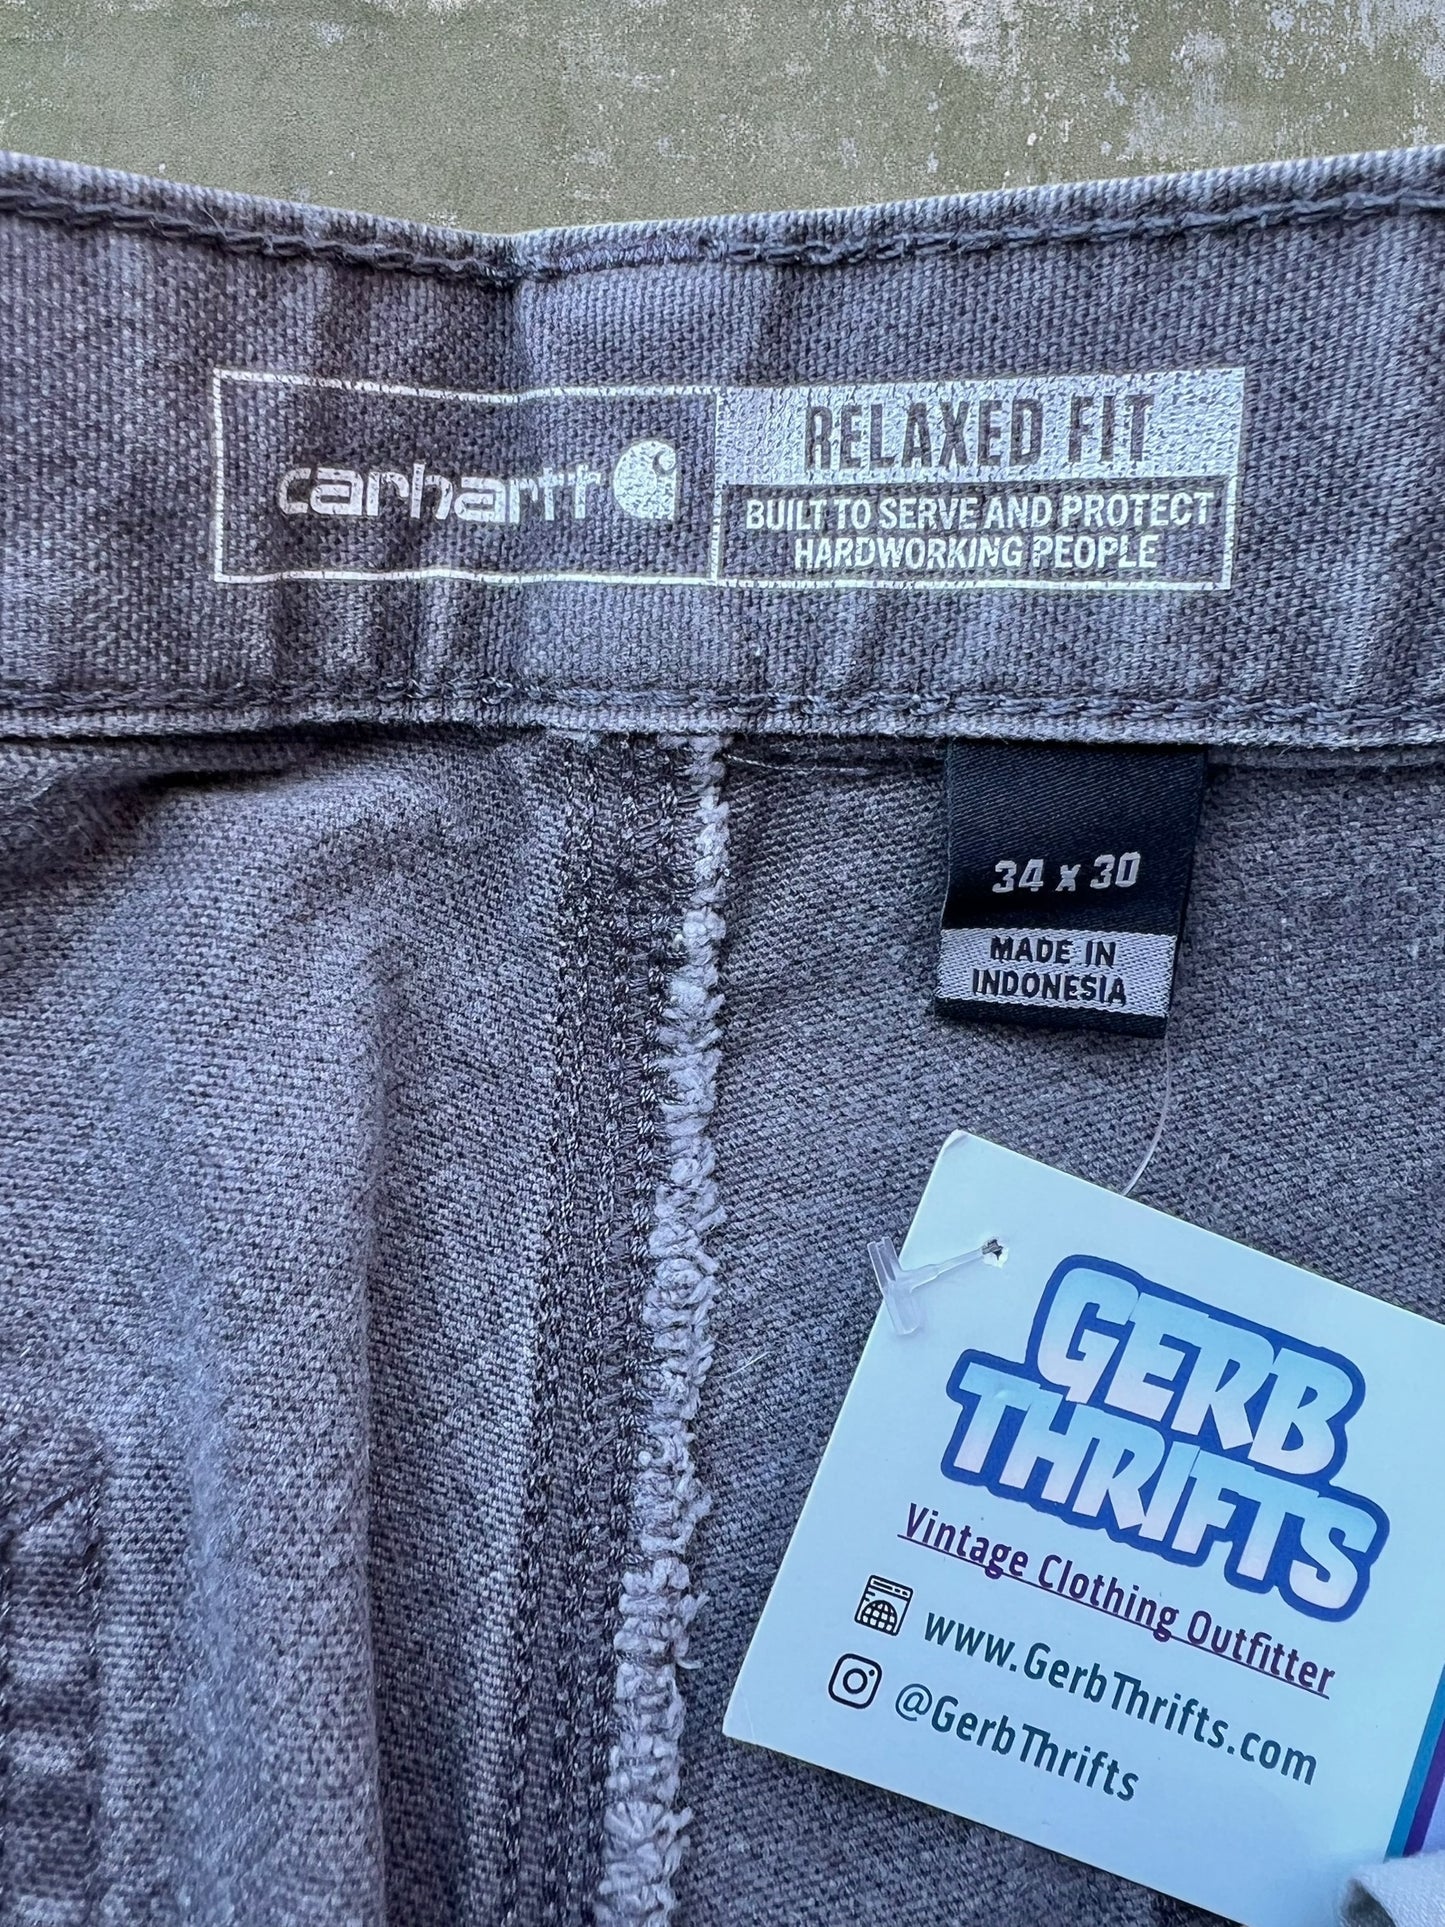 carhartt
RELAXED FIT
BUILT TO SERVE AND PROTECT
HARDWORKING PEOPLE
34 x 30
MADE IN
INDONESIA
GERB
THRIFTS
Vintage Clothing Outfitter
www.GerbThrifts.com
@GerbThrifts